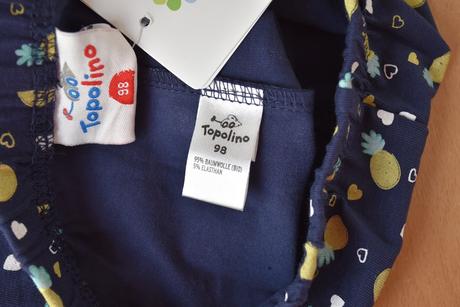 Topolino
98
Topolino
98
95% BAUMWOLLE (BIO)
5% ELASTHAN